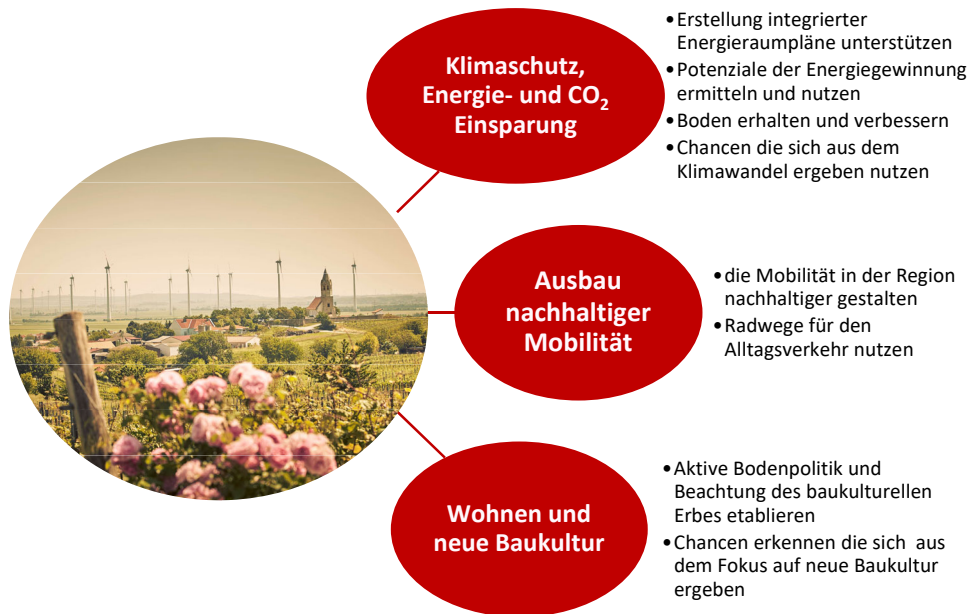 Klimaschutz,
Energie- und CO₂
Einsparung
•Erstellung integrierter
Energieraumpläne unterstützen
•Potenziale der Energiegewinnung
ermitteln und nutzen
•Boden erhalten und verbessern
•Chancen die sich aus dem
Klimawandel ergeben nutzen
Ausbau
nachhaltiger
Mobilität
•die Mobilität in der Region
nachhaltiger gestalten
•Radwege für den
Alltagsverkehr nutzen
Wohnen und
neue Baukultur
•Aktive Bodenpolitik und
Beachtung des baukulturellen
Erbes etablieren
•Chancen erkennen die sich aus
dem Fokus auf neue Baukultur
ergeben